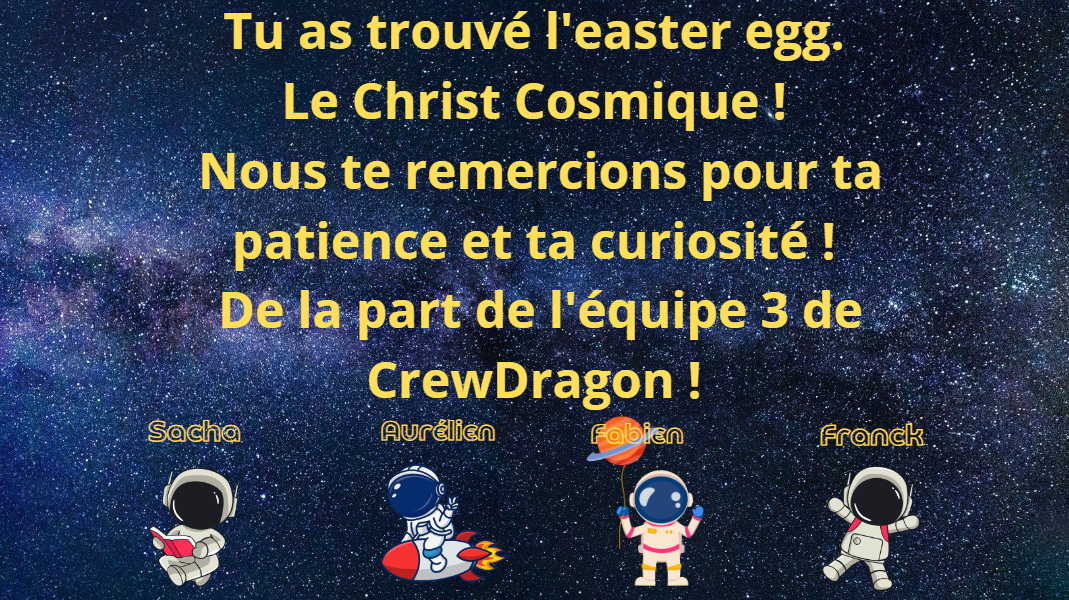 Tu as trouvé l'easter egg.
Le Christ Cosmique !
Nous te remercions pour ta
patience et ta curiosité !
De la part de l'équipe 3 de
CrewDragon !
Sacha Aurélien Fabien Franck